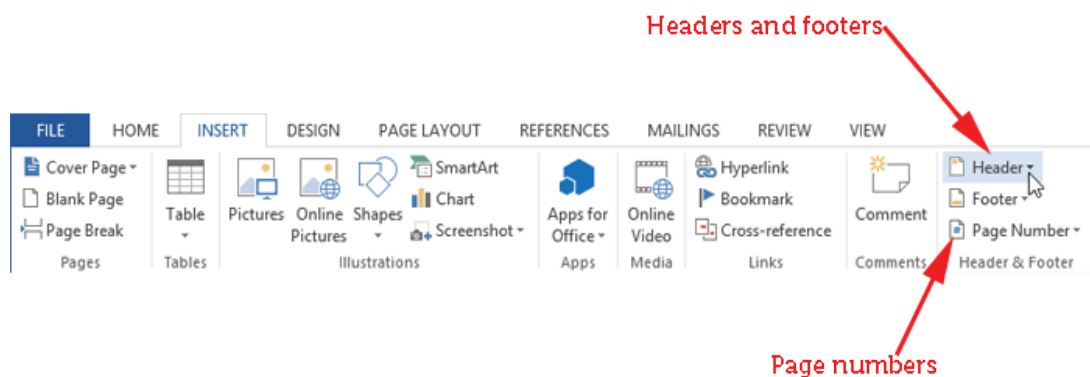 Headers and footers
FILE HOME INSERT DESIGN PAGE LAYOUT REFERENCES MAILINGS REVIEW VIEW
Cover Page
Blank Page
Page Break
Pages
Table
Tables
Pictures
Online
Pictures
Shapes
SmartArt
Chart
Screenshot
Illustrations
Apps for
Office
Apps
Online
Video
Media
Hyperlink
Bookmark
Cross-reference
Links
Comment
Comments
Header
Footer
Page Number
Header & Footer
Page numbers